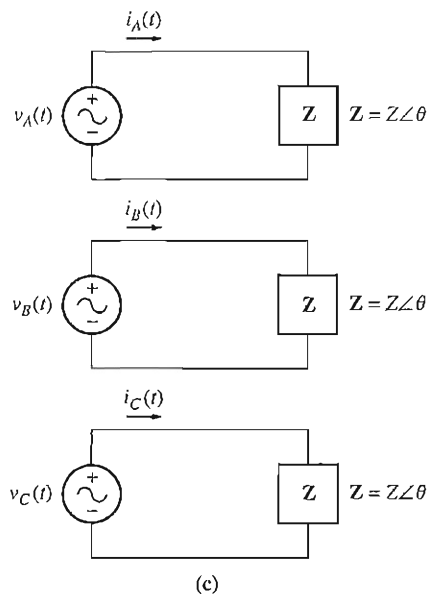 i_A(t)
+
v_A(t) Z Z = Z∠θ
−
i_B(t)
+
v_B(t) Z Z = Z∠θ
−
i_C(t)
+
v_C(t) Z Z = Z∠θ
−
(c)